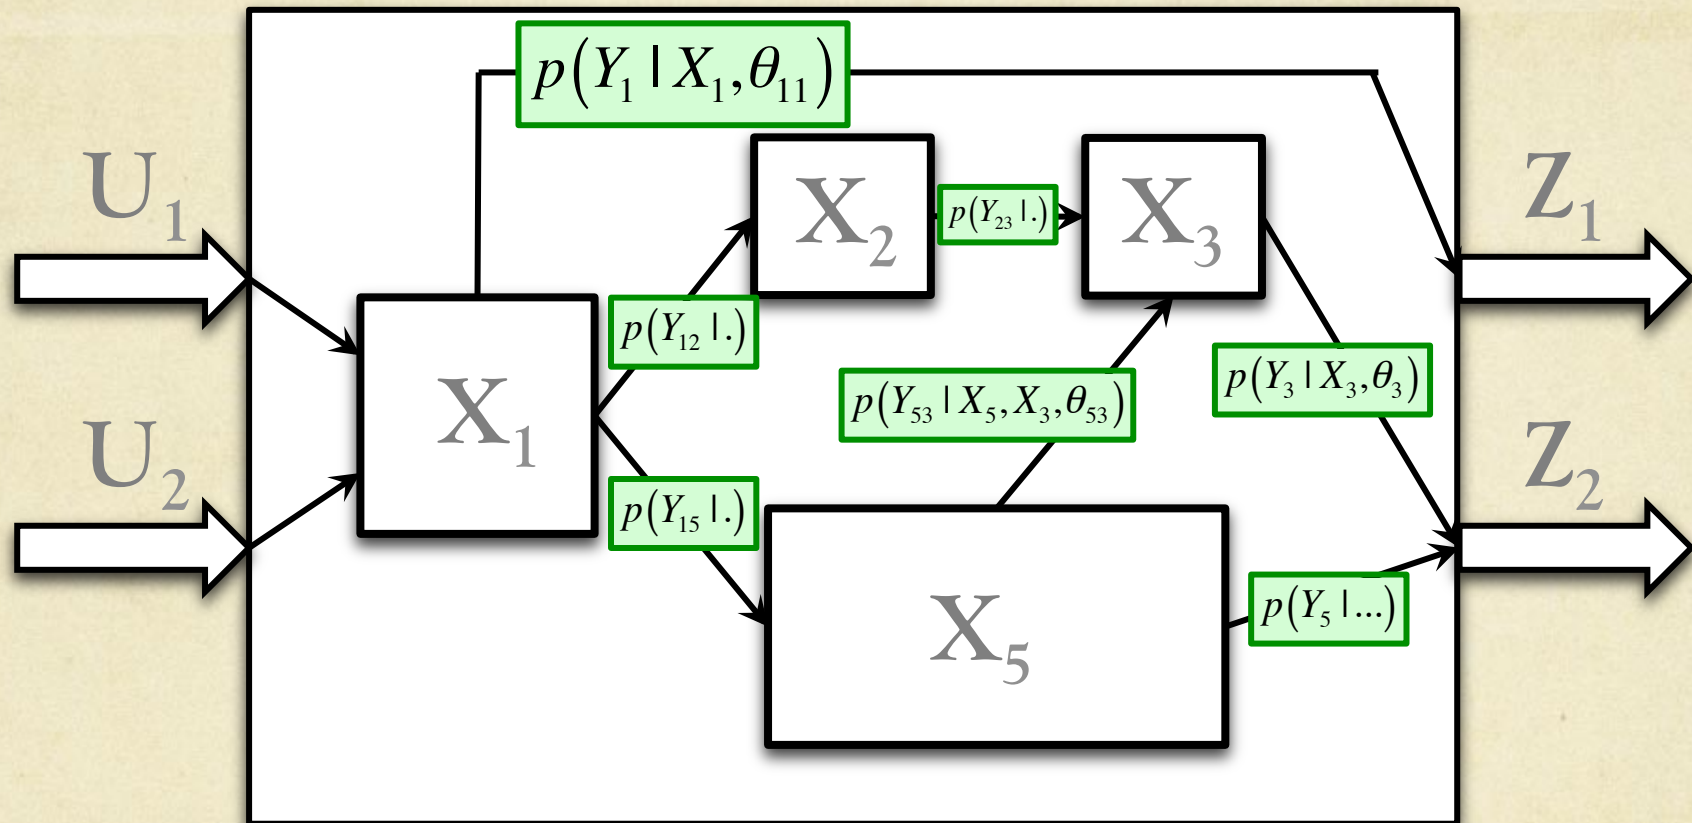 p(Y₁ | X₁,θ₁₁)
U₁
X₂
p(Y₂₃ |.)
X₃
Z₁
p(Y₁₂ |.)
X₁
p(Y₅₃ | X₅, X₃,θ₅₃)
p(Y₃ | X₃,θ₃)
U₂
Z₂
p(Y₁₅ |.)
X₅
p(Y₅ |...)